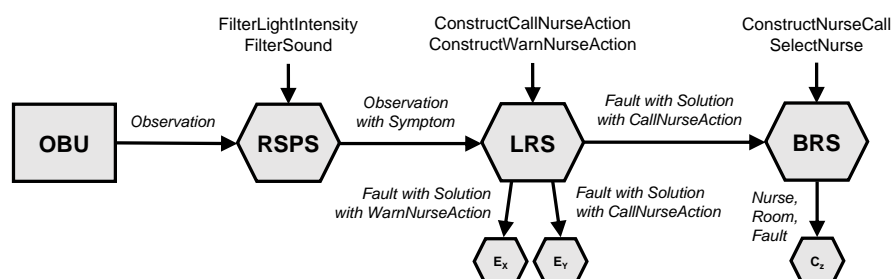 FilterLightIntensity
FilterSound
ConstructCallNurseAction
ConstructWarnNurseAction
ConstructNurseCall
SelectNurse
OBU
Observation
RSPS
Observation
with Symptom
LRS
Fault with Solution
with CallNurseAction
BRS
Fault with Solution
with WarnNurseAction
Fault with Solution
with CallNurseAction
Nurse,
Room,
Fault
EX
EY
Cz